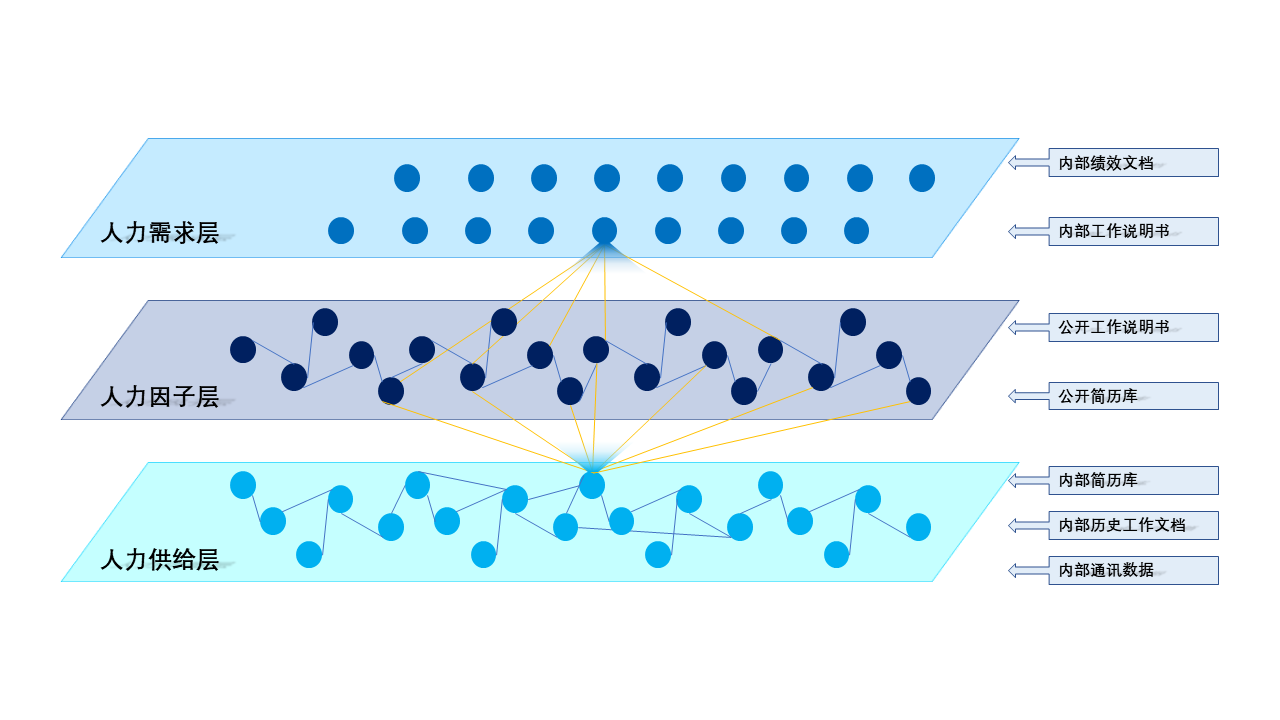 内部绩效文档
人力需求层
内部工作说明书
公开工作说明书
人力因子层
公开简历库
内部简历库
内部历史工作文档
人力供给层
内部通讯数据